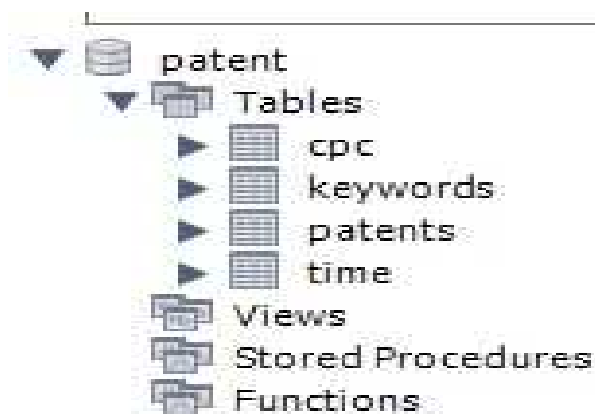 patent
Tables
cpc
keywords
patents
time
Views
Stored Procedures
Functions